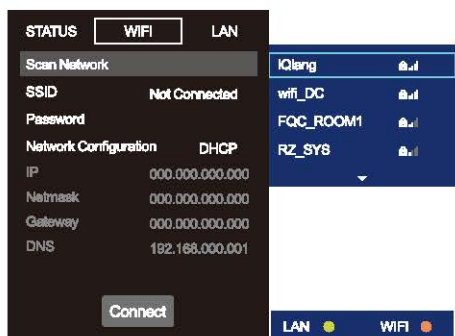 STATUS WIFI LAN
Scan Network
SSID Not Connected
Password
Network Configuration DHCP
IP 000.000.000.000
Netmask 000.000.000.000
Gateway 000.000.000.000
DNS 192.168.000.001
Connect
IQlang
wifi_DC
FQC_ROOM1
RZ_SYS
LAN WIFI